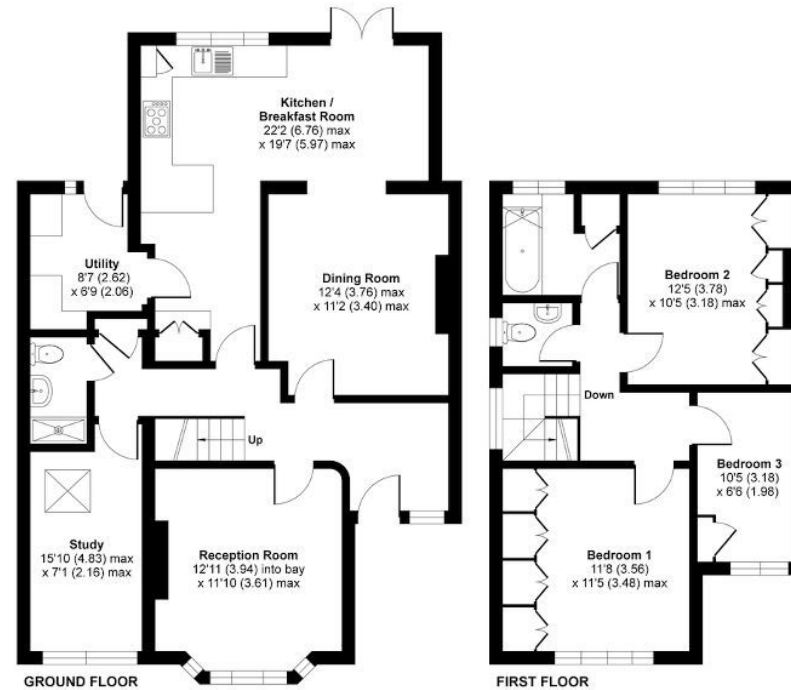 Kitchen /
Breakfast Room
22'2 (6.76) max
x 19'7 (5.97) max
Utility
8'7 (2.62)
x 6'9 (2.06)
Dining Room
12'4 (3.76) max
x 11'2 (3.40) max
Up
Study
15'10 (4.83) max
x 7'1 (2.16) max
Reception Room
12'11 (3.94) into bay
x 11'10 (3.61) max
GROUND FLOOR
Bedroom 2
12'5 (3.78)
x 10'5 (3.18) max
Down
Bedroom 3
10'5 (3.18)
x 6'6 (1.98)
Bedroom 1
11'8 (3.56)
x 11'5 (3.48) max
FIRST FLOOR